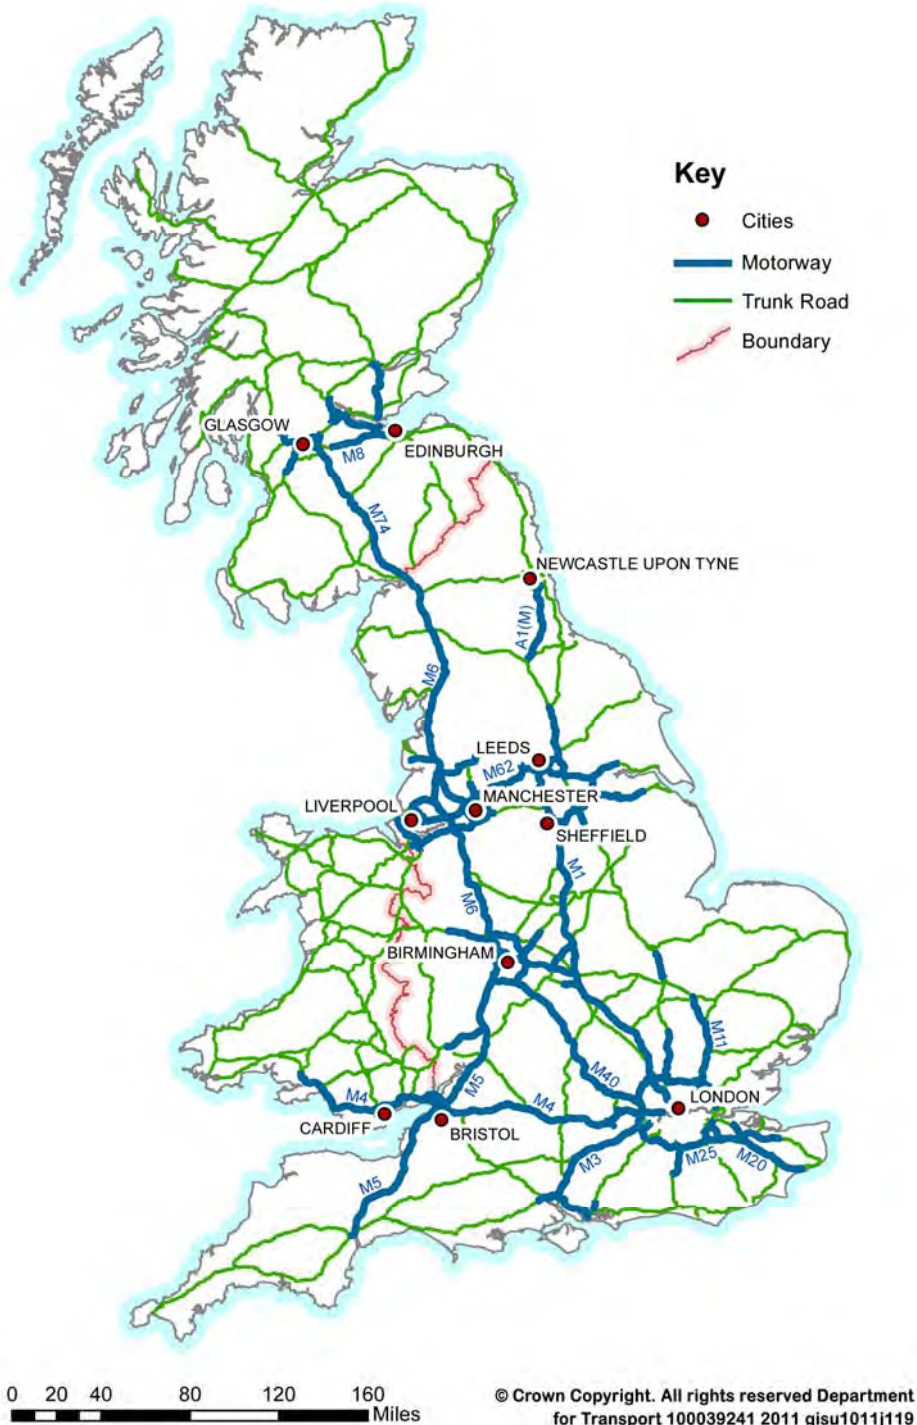 Key
Cities
Motorway
Trunk Road
Boundary
GLASGOW
EDINBURGH
M8
M74
NEWCASTLE UPON TYNE
A1(M)
M6
LEEDS
M62
MANCHESTER
LIVERPOOL
SHEFFIELD
M1
M6
BIRMINGHAM
M11
M40
M5
M4
M4
LONDON
CARDIFF
BRISTOL
M3
M25
M20
M5
0 20 40 80 120 160
Miles
© Crown Copyright. All rights reserved Department
for Transport 100039241 2011 gisu1011j119